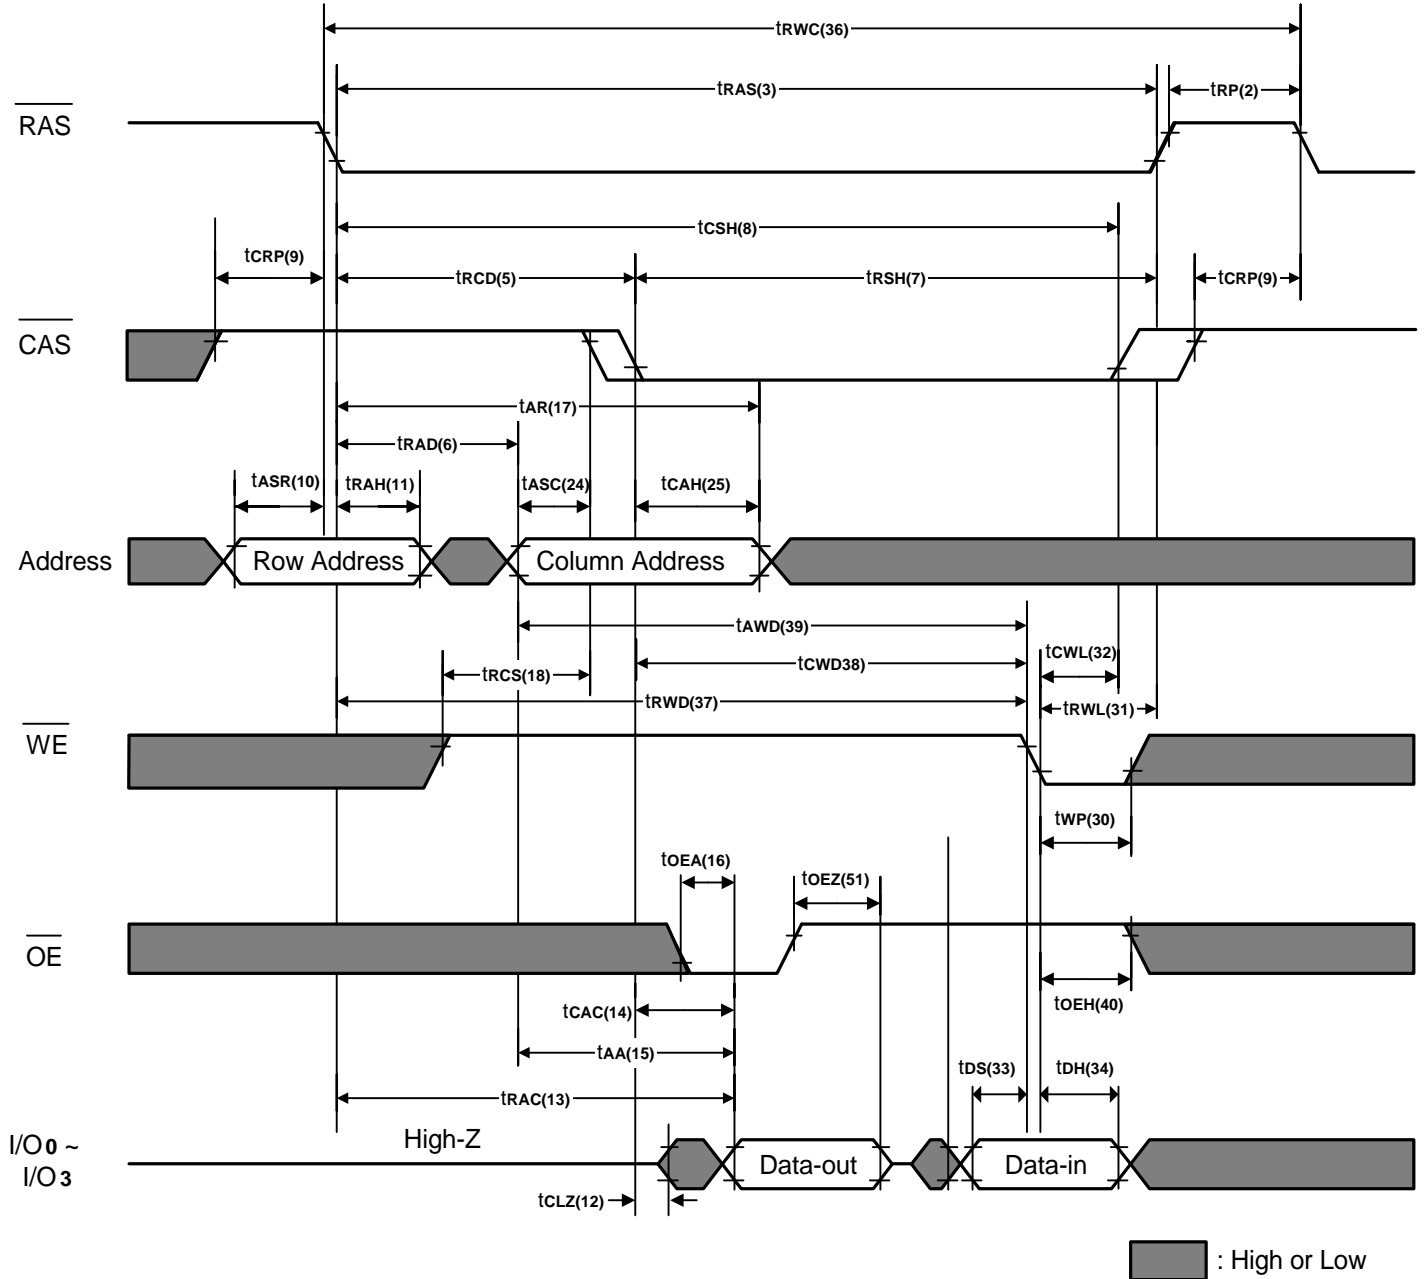 tRWC(36)
tRAS(3)
tRP(2)
RAS
tCSH(8)
tCRP(9)
tRCD(5)
tRSH(7)
tCRP(9)
CAS
tAR(17)
tRAD(6)
tASR(10)
tRAH(11)
tASC(24)
tCAH(25)
Address
Row Address
Column Address
tAWD(39)
tCWL(32)
tCWD38)
tRCS(18)
tRWD(37)
tRWL(31)
WE
tWP(30)
tOEA(16)
tOEZ(51)
OE
tCAC(14)
tOEH(40)
tAA(15)
tDS(33)
tDH(34)
tRAC(13)
High-Z
I/O0 ~
I/O3
Data-out
Data-in
tCLZ(12)
: High or Low